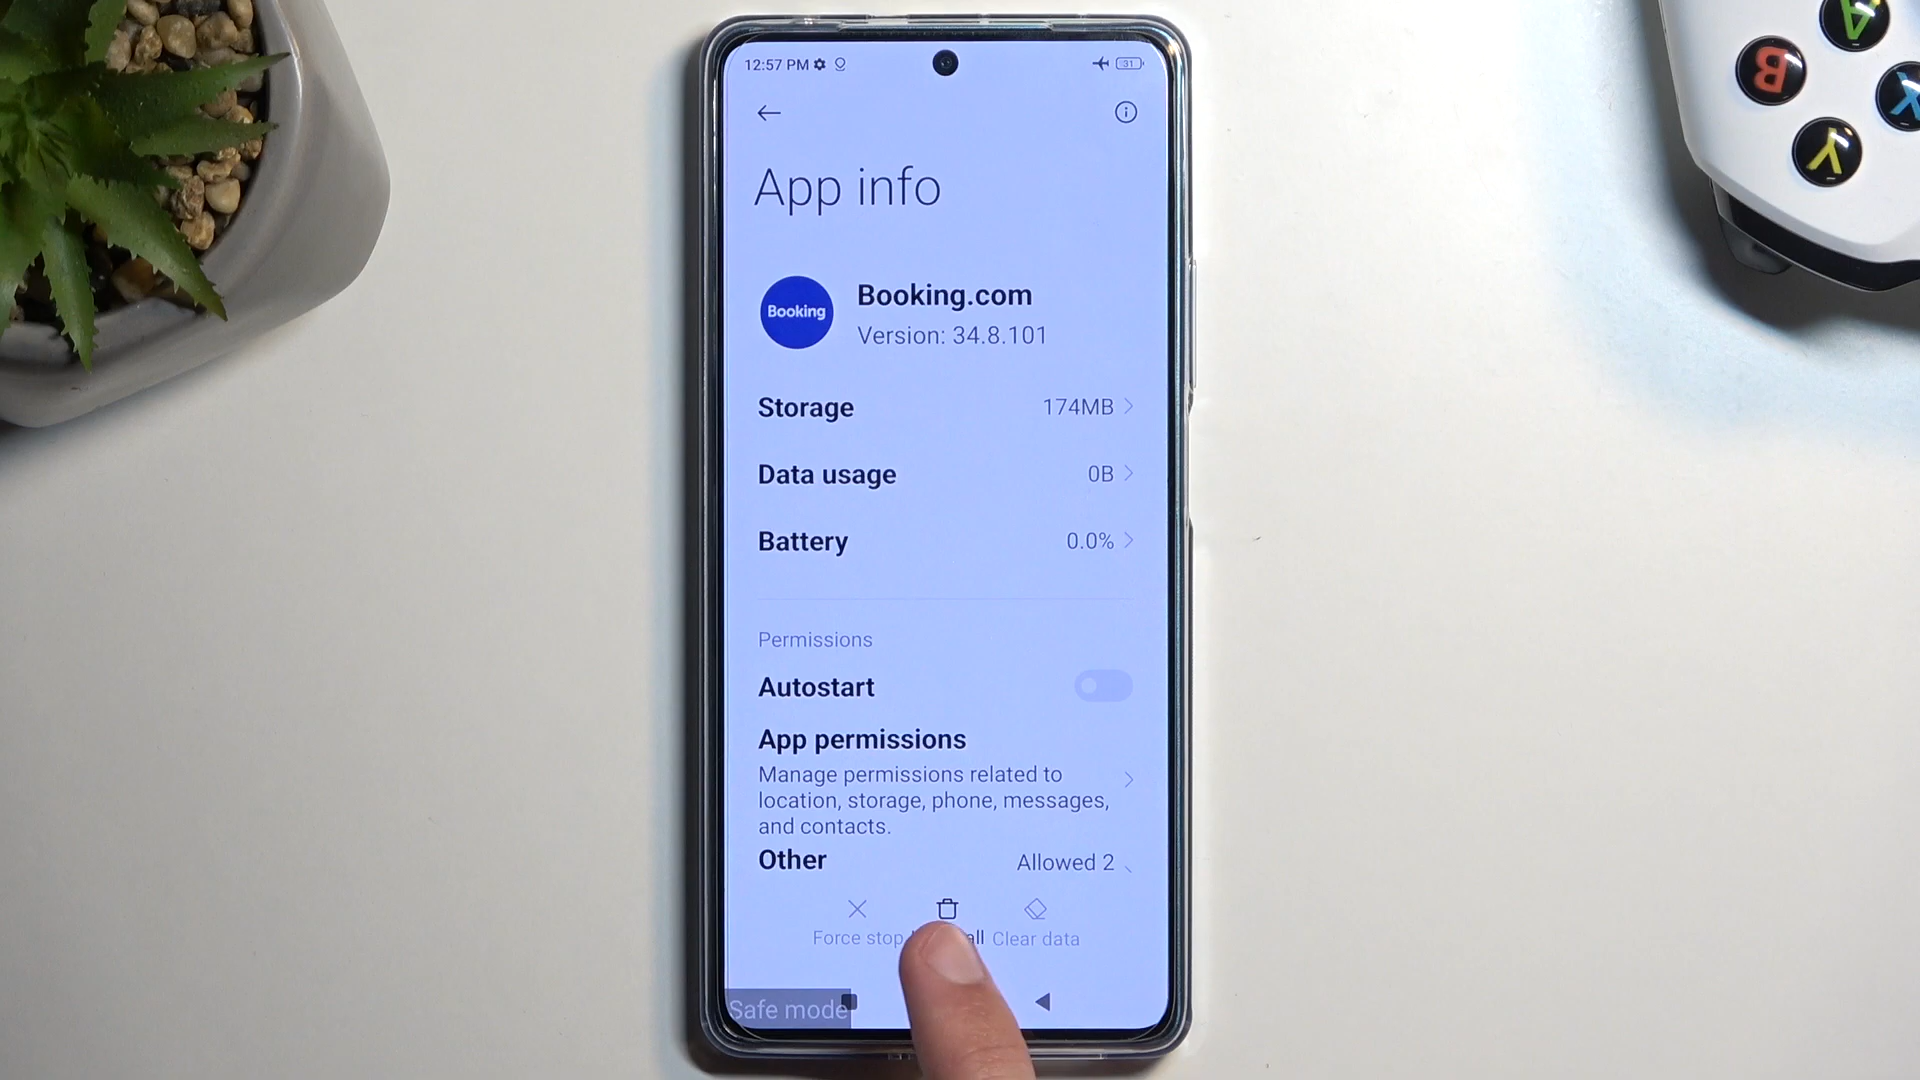 12:57 PM
31
App info
Booking
Booking.com
Version: 34.8.101
Storage 174MB
Data usage 0B
Battery 0.0%
Permissions
Autostart
App permissions
Manage permissions related to
location, storage, phone, messages,
and contacts.
Other Allowed 2
Force stop all Clear data
Safe mode
A
B
X
Y